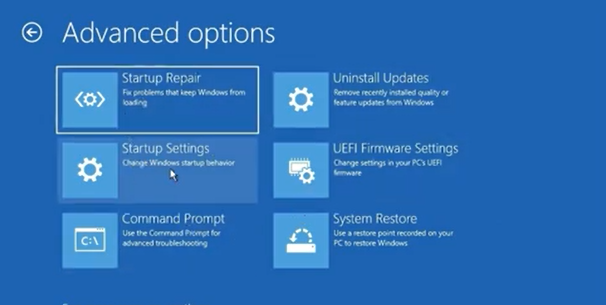 Advanced options
Startup Repair
Fix problems that keep Windows from
loading
Uninstall Updates
Remove recently installed quality or
feature updates from Windows
Startup Settings
Change Windows startup behavior
UEFI Firmware Settings
Change settings in your PC's UEFI
firmware
C:\
Command Prompt
Use the Command Prompt for
advanced troubleshooting
System Restore
Use a restore point recorded on your
PC to restore Windows